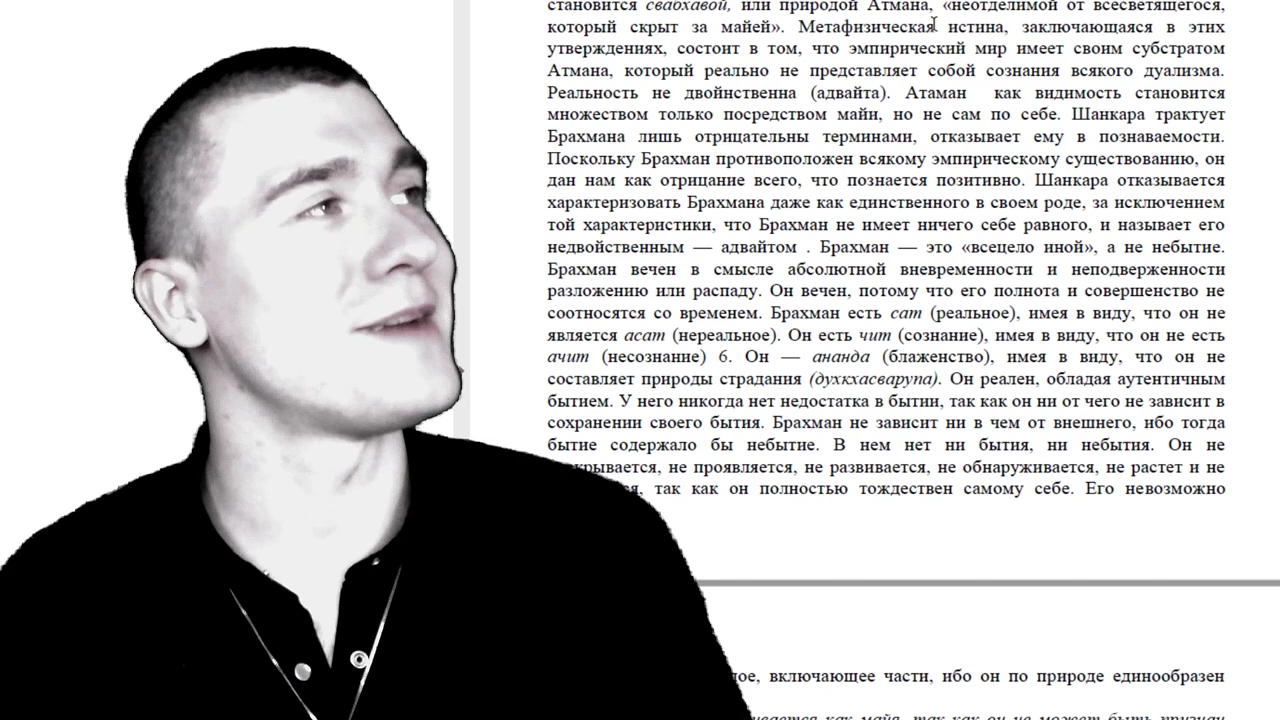 становится свабхавой, или природой Атмана, «неотделимой от всесветящегося,
который скрыт за майей». Метафизическая истина, заключающаяся в этих
утверждениях, состоит в том, что эмпирический мир имеет своим субстратом
Атмана, который реально не представляет собой сознания всякого дуализма.
Реальность не двойнственна (адвайта). Атаман как видимость становится
множеством только посредством майи, но не сам по себе. Шанкара трактует
Брахмана лишь отрицательны терминами, отказывает ему в познаваемости.
Поскольку Брахман противоположен всякому эмпирическому существованию, он
дан нам как отрицание всего, что познается позитивно. Шанкара отказывается
характеризовать Брахмана даже как единственного в своем роде, за исключением
той характеристики, что Брахман не имеет ничего себе равного, и называет его
недвойственным — адвайтом . Брахман — это «всецело иной», а не небытие.
Брахман вечен в смысле абсолютной вневременности и неподверженности
разложению или распаду. Он вечен, потому что его полнота и совершенство не
соотносятся со временем. Брахман есть сат (реальное), имея в виду, что он не
является асат (нереальное). Он есть чит (сознание), имея в виду, что он не есть
ачит (несознание) 6. Он — ананда (блаженство), имея в виду, что он не
составляет природы страдания (духкхасварупа). Он реален, обладая аутентичным
бытием. У него никогда нет недостатка в бытии, так как он ни от чего не зависит в
сохранении своего бытия. Брахман не зависит ни в чем от внешнего, ибо тогда
бытие содержало бы небытие. В нем нет ни бытия, ни небытия. Он не
не проявляется, не развивается, не обнаруживается, не растет и не
так как он полностью тождествен самому себе. Его невозможно
включающее части, ибо он по природе единообразен
как майя, так как он не может быть признан